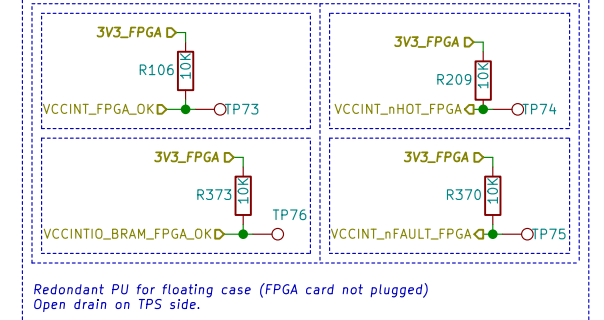 3V3_FPGA
R106
10K
VCCINT_FPGA_OK
TP73
3V3_FPGA
R209
10K
VCCINT_nHOT_FPGA
TP74
3V3_FPGA
R373
10K
VCCINTIO_BRAM_FPGA_OK
TP76
3V3_FPGA
R370
10K
VCCINT_nFAULT_FPGA
TP75
Redondant PU for floating case (FPGA card not plugged)
Open drain on TPS side.